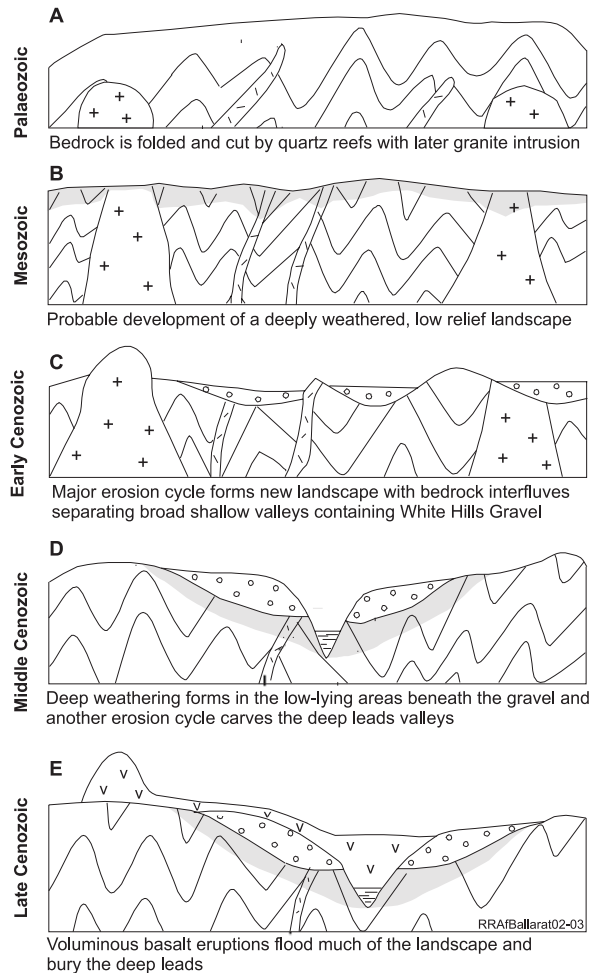 A
Palaeozoic
Bedrock is folded and cut by quartz reefs with later granite intrusion
B
Mesozoic
Probable development of a deeply weathered, low relief landscape
C
Early Cenozoic
Major erosion cycle forms new landscape with bedrock interfluves
separating broad shallow valleys containing White Hills Gravel
D
Middle Cenozoic
Deep weathering forms in the low-lying areas beneath the gravel and
another erosion cycle carves the deep leads valleys
E
Late Cenozoic
RRAfBallarat02-03
Voluminous basalt eruptions flood much of the landscape and
bury the deep leads